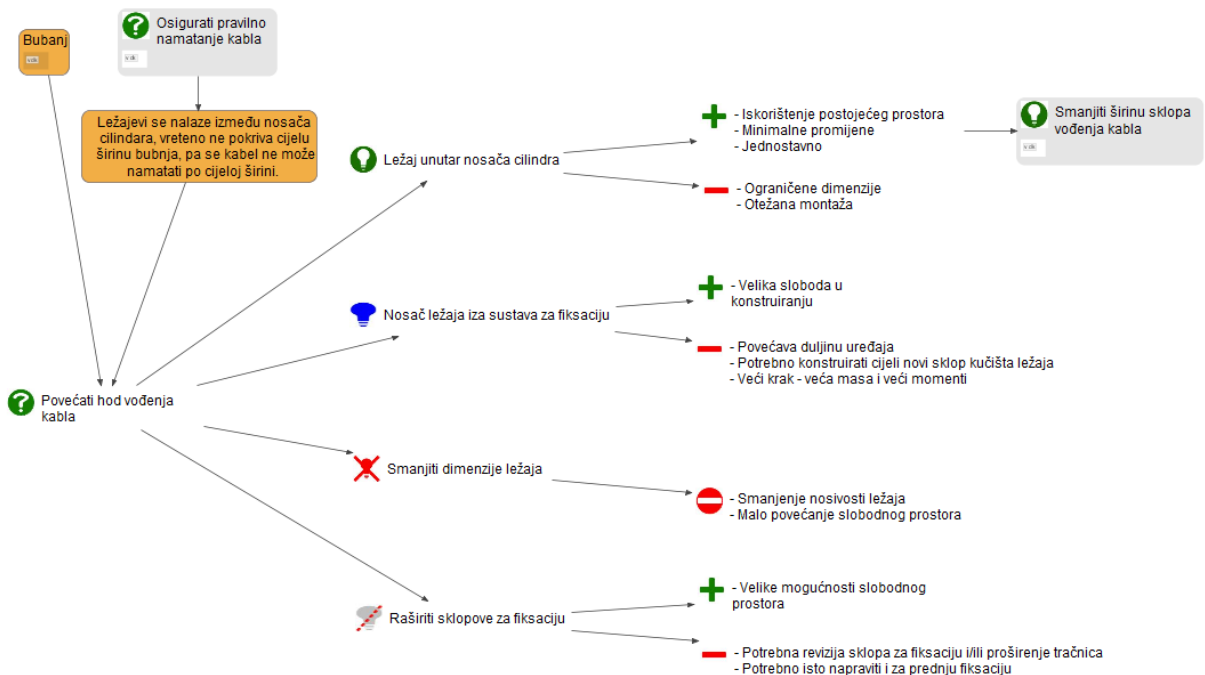 Bubanj
v dk
Osigurati pravilno
namatanje kabla
v dk
Ležajevi se nalaze između nosača
cilindara, vreteno ne pokriva cijelu
širinu bubnja, pa se kabel ne može
namatati po cijeloj širini.
Povećati hod vođenja
kabla
Ležaj unutar nosača cilindra
- Iskorištenje postojećeg prostora
- Minimalne promijene
- Jednostavno
Smanjiti širinu sklopa
vođenja kabla
v dk
- Ograničene dimenzije
- Otežana montaža
Nosač ležaja iza sustava za fiksaciju
- Velika sloboda u
konstruiranju
- Povećava duljinu uređaja
- Potrebno konstruirati cijeli novi sklop kučišta ležaja
- Veći krak - veća masa i veći momenti
Smanjiti dimenzije ležaja
- Smanjenje nosivosti ležaja
- Malo povećanje slobodnog prostora
Raširiti sklopove za fiksaciju
- Velike mogućnosti slobodnog
prostora
- Potrebna revizija sklopa za fiksaciju i/ili proširenje tračnica
- Potrebno isto napraviti i za prednju fiksaciju